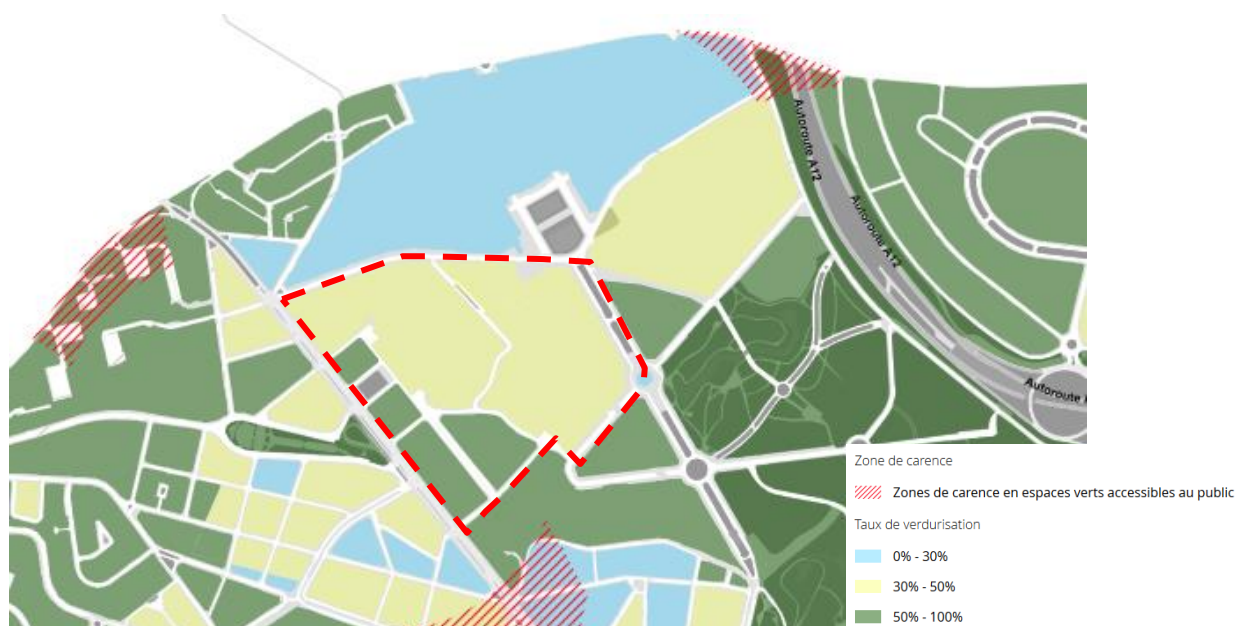 Autoroute A12
Autoroute A12
Autoroute
Zone de carence
Zones de carence en espaces verts accessibles au public
Taux de verdurisation
0% - 30%
30% - 50%
50% - 100%